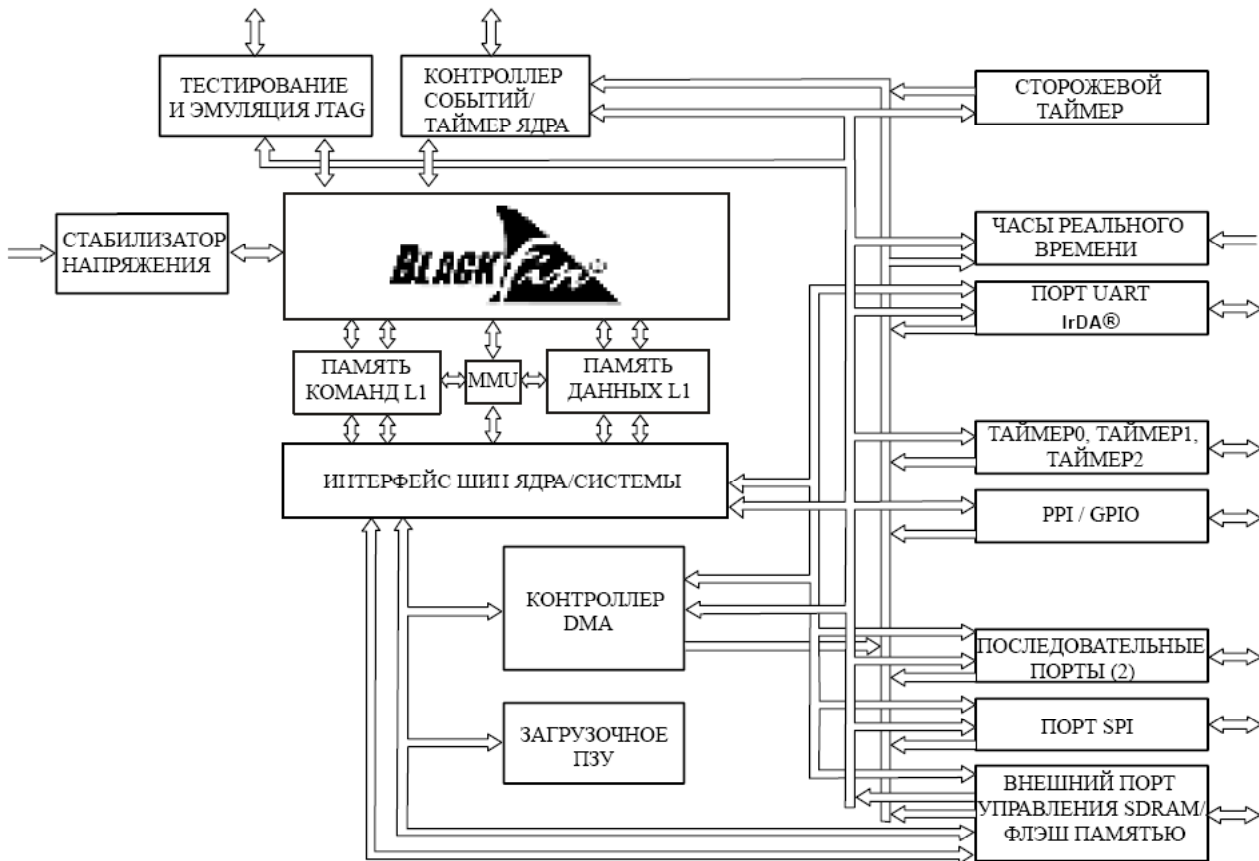 ТЕСТИРОВАНИЕ
И ЭМУЛЯЦИЯ JTAG
КОНТРОЛЛЕР
СОБЫТИЙ/
ТАЙМЕР ЯДРА
СТОРОЖЕВОЙ
ТАЙМЕР
СТАБИЛИЗАТОР
НАПРЯЖЕНИЯ
BLACKfin®
ЧАСЫ РЕАЛЬНОГО
ВРЕМЕНИ
ПОРТ UART
IrDA®
ПАМЯТЬ
КОМАНД L1
MMU
ПАМЯТЬ
ДАННЫХ L1
ТАЙМЕР0, ТАЙМЕР1,
ТАЙМЕР2
ИНТЕРФЕЙС ШИН ЯДРА/СИСТЕМЫ
PPI / GPIO
КОНТРОЛЛЕР
DMA
ПОСЛЕДОВАТЕЛЬНЫЕ
ПОРТЫ (2)
ЗАГРУЗОЧНОЕ
ПЗУ
ПОРТ SPI
ВНЕШНИЙ ПОРТ
УПРАВЛЕНИЯ SDRAM/
ФЛЭШ ПАМЯТЬЮ